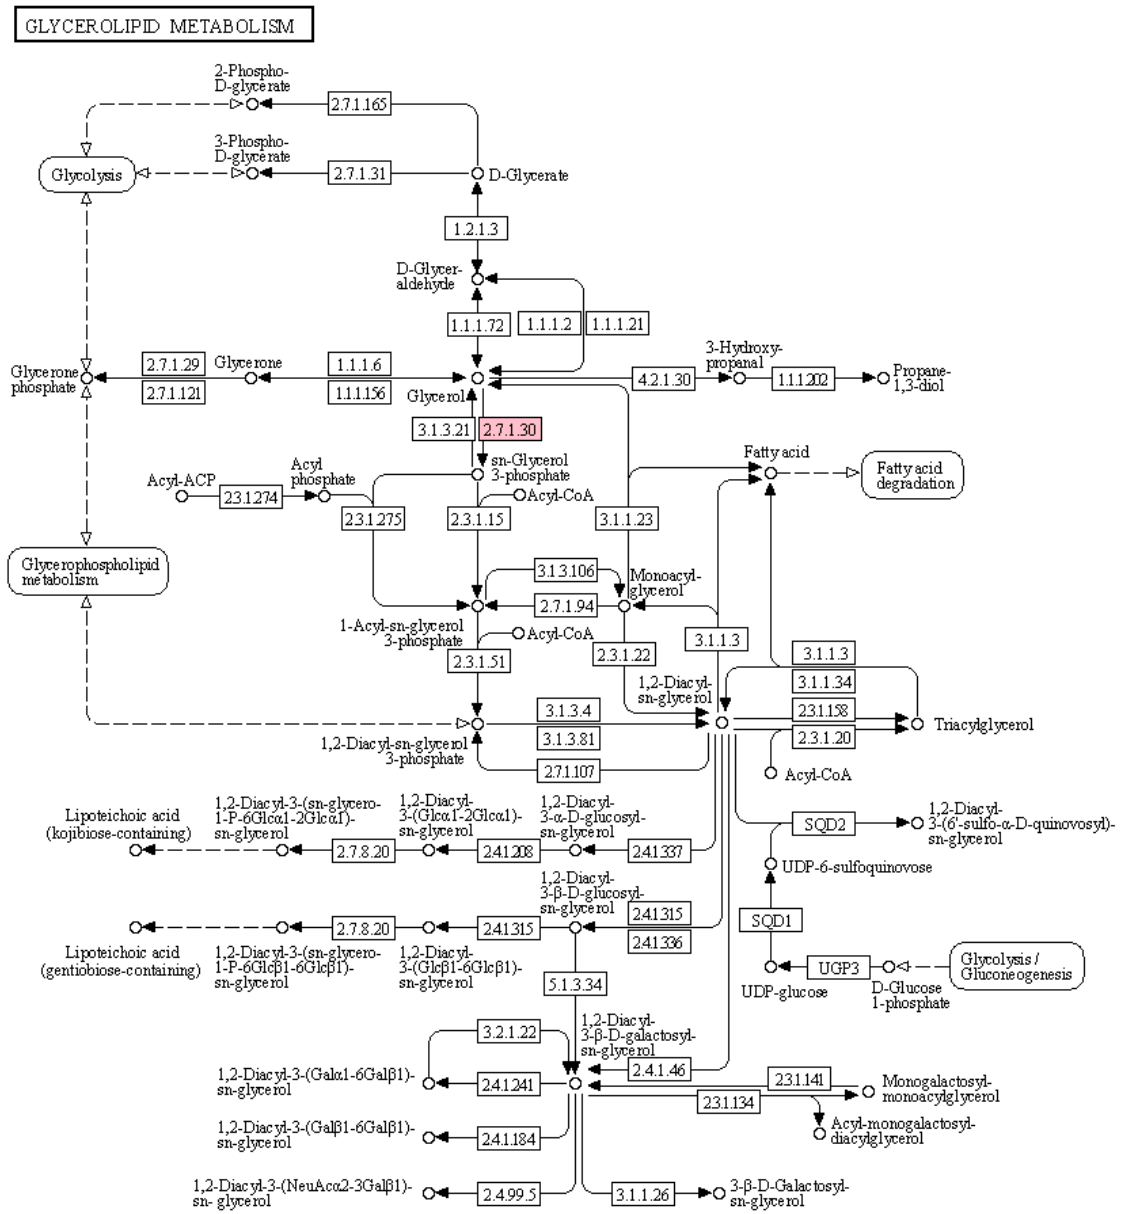 GLYCEROLIPID METABOLISM
2-Phospho-
D-glycerate
2.7.1.165
3-Phospho-
D-glycerate
Glycolysis
2.7.1.31
D-Glycerate
1.2.1.3
D-Glycer-
aldehyde
1.1.1.72
1.1.1.2
1.1.1.21
Glycerone
phosphate
2.7.1.29
2.7.1.121
Glycerone
1.1.1.6
1.1.1.156
Glycerol
3-Hydroxy-
propanal
4.2.1.30
1.1.1.202
Propane-
1,3-diol
3.1.3.21
2.7.1.30
sn-Glycerol
3-phosphate
Fatty acid
Fatty acid
degradation
Acyl-ACP
2.3.1.274
Acyl
phosphate
Acyl-CoA
2.3.1.275
2.3.1.15
3.1.1.23
Glycerophospholipid
metabolism
3.1.3.106
Monoacyl-
glycerol
2.7.1.94
1-Acyl-sn-glycerol
3-phosphate
Acyl-CoA
2.3.1.51
2.3.1.22
3.1.1.3
3.1.1.3
3.1.1.34
1,2-Diacyl-
sn-glycerol
3.1.3.4
3.1.3.81
2.3.1.158
2.3.1.20
Triacylglycerol
1,2-Diacyl-sn-glycerol
3-phosphate
2.7.1.107
Acyl-CoA
Lipoteichoic acid
(kojibiose-containing)
1,2-Diacyl-3-(sn-glycero-
1-P-6Glcα1-2Glcα1)-
sn-glycerol
1,2-Diacyl-
3-(Glcα1-2Glcα1)-
sn-glycerol
1,2-Diacyl-
3-α-D-glucosyl-
sn-glycerol
2.7.8.20
2.4.1.208
2.4.1.337
SQD2
1,2-Diacyl-
3-(6'-sulfo-α-D-quinovosyl)-
sn-glycerol
UDP-6-sulfoquinovose
1,2-Diacyl-
3-β-D-glucosyl-
sn-glycerol
2.7.8.20
2.4.1.315
2.4.1.315
2.4.1.336
SQD1
Lipoteichoic acid
(gentiobiose-containing)
1,2-Diacyl-3-(sn-glycero-
1-P-6Glcβ1-6Glcβ1)-
sn-glycerol
1,2-Diacyl-
3-(Glcβ1-6Glcβ1)-
sn-glycerol
UDP-glucose
UGP3
D-Glucose
1-phosphate
Glycolysis /
Gluconeogenesis
5.1.3.34
1,2-Diacyl-
3-β-D-galactosyl-
sn-glycerol
3.2.1.22
2.4.1.46
1,2-Diacyl-3-(Galα1-6Galβ1)-
sn-glycerol
2.4.1.241
2.3.1.141
2.3.1.134
Monogalactosyl-
monoacylglycerol
Acyl-monogalactosyl-
diacylglycerol
1,2-Diacyl-3-(Galβ1-6Galβ1)-
sn-glycerol
2.4.1.184
1,2-Diacyl-3-(NeuAcα2-3Galβ1)-
sn- glycerol
2.4.99.5
3.1.1.26
3-β-D-Galactosyl-
sn-glycerol